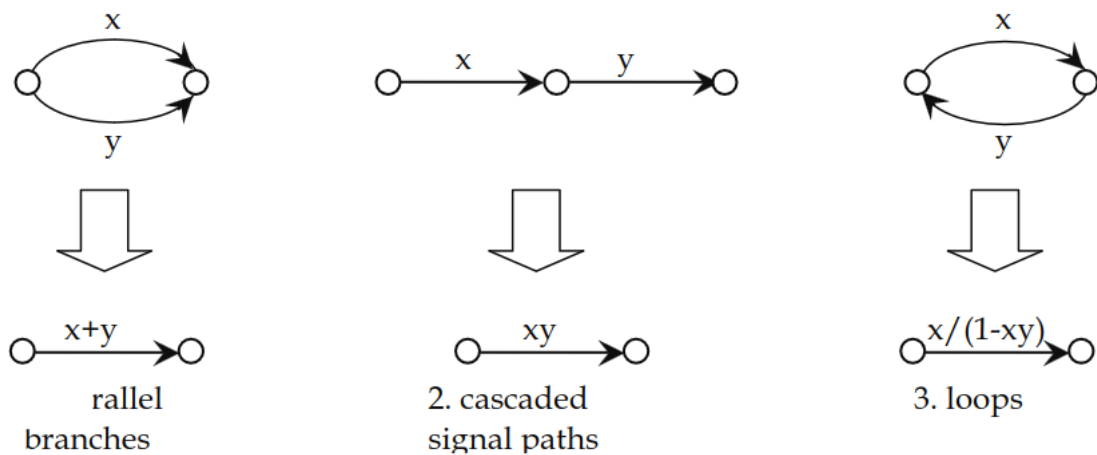 x
y
x y
x
y
x+y
xy
x/(1-xy)
rallel
branches
2. cascaded
signal paths
3. loops